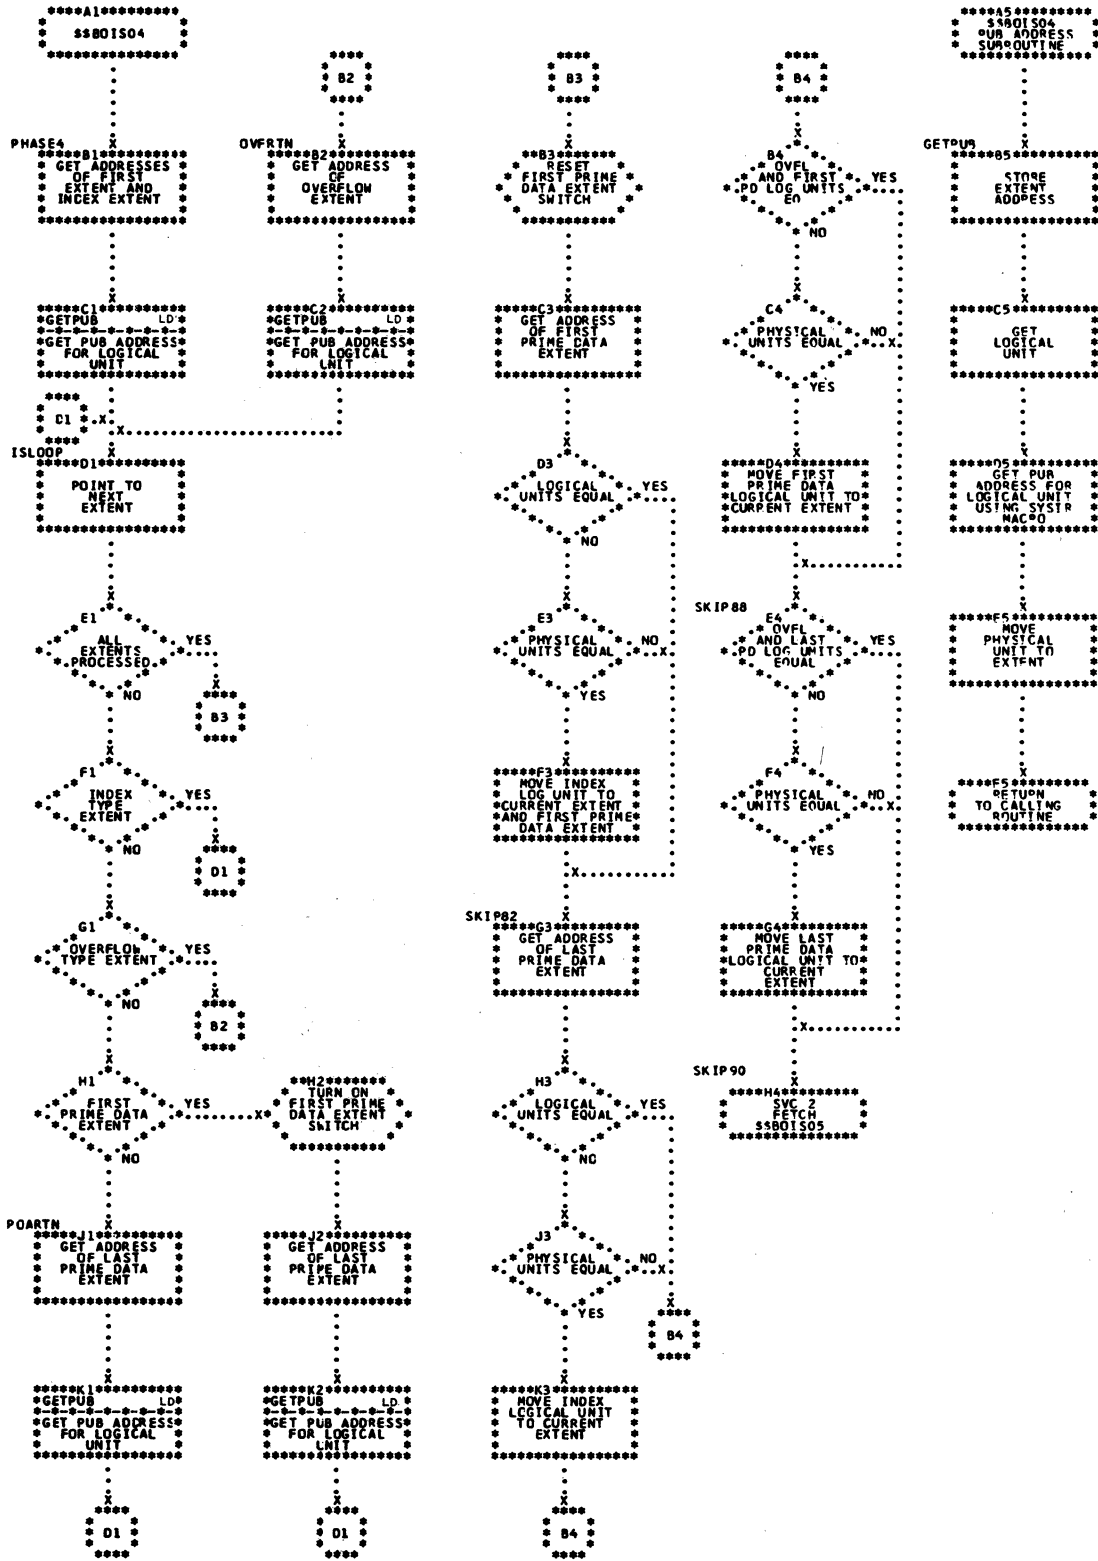 A1
$$BOIS04
PHASE4
B1
GET ADDRESSES
OF FIRST
EXTENT AND
INDEX EXTENT
C1
GETPUB LD
GET PUB ADDRESS
FOR LOGICAL
UNIT
D1
ISLOOP
D1
POINT TO
NEXT
EXTENT
E1
ALL
EXTENTS
PROCESSED
YES
NO
B3
F1
INDEX
TYPE
EXTENT
YES
NO
D1
G1
OVERFLOW
TYPE EXTENT
YES
NO
B2
H1
FIRST
PRIME DATA
EXTENT
YES
NO
PDARTN
J1
GET ADDRESS
OF LAST
PRIME DATA
EXTENT
K1
GETPUB LD
GET PUB ADDRESS
FOR LOGICAL
UNIT
D1
B2
OVFRTN
B2
GET ADDRESS
OF
OVERFLOW
EXTENT
C2
GETPUB LD
GET PUB ADDRESS
FOR LOGICAL
UNIT
H2
TURN ON
FIRST PRIME
DATA EXTENT
SWITCH
J2
GET ADDRESS
OF LAST
PRIME DATA
EXTENT
K2
GETPUB LD
GET PUB ADDRESS
FOR LOGICAL
UNIT
D1
B3
B3
RESET
FIRST PRIME
DATA EXTENT
SWITCH
C3
GET ADDRESS
OF FIRST
PRIME DATA
EXTENT
D3
LOGICAL
UNITS EQUAL
YES
NO
E3
PHYSICAL
UNITS EQUAL
NO
YES
F3
MOVE INDEX
LOG UNIT TO
CURRENT EXTENT
AND FIRST PRIME
DATA EXTENT
SKIP82
G3
GET ADDRESS
OF LAST
PRIME DATA
EXTENT
H3
LOGICAL
UNITS EQUAL
YES
NO
J3
PHYSICAL
UNITS EQUAL
NO
YES
B4
K3
MOVE INDEX
LOGICAL UNIT
TO CURRENT
EXTENT
B4
B4
B4
OVFL
AND FIRST
PD LOG UNITS
EQ
YES
NO
C4
PHYSICAL
UNITS EQUAL
NO
YES
D4
MOVE FIRST
PRIME DATA
LOGICAL UNIT TO
CURRENT EXTENT
SKIP88
E4
OVFL
AND LAST
PD LOG UNITS
EQUAL
YES
NO
F4
PHYSICAL
UNITS EQUAL
NO
YES
G4
MOVE LAST
PRIME DATA
LOGICAL UNIT TO
CURRENT
EXTENT
SKIP90
H4
SVC 2
FETCH
$$BOIS05
A5
$$BOIS04
PUB ADDRESS
SUBROUTINE
GETPUB
B5
STORE
EXTENT
ADDRESS
C5
GET
LOGICAL
UNIT
D5
GET PUB
ADDRESS FOR
LOGICAL UNIT
USING SYSIR
MACRO
E5
MOVE
PHYSICAL
UNIT TO
EXTENT
F5
RETURN
TO CALLING
ROUTINE